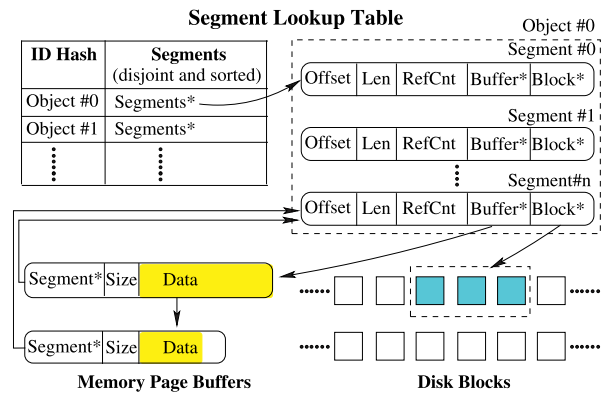 Segment Lookup Table
ID Hash
Segments
(disjoint and sorted)
Object #0
Segments*
Object #1
Segments*
Object #0
Segment #0
Offset Len RefCnt Buffer* Block*
Segment #1
Offset Len RefCnt Buffer* Block*
Segment#n
Offset Len RefCnt Buffer* Block*
Segment* Size Data
Segment* Size Data
Memory Page Buffers
Disk Blocks